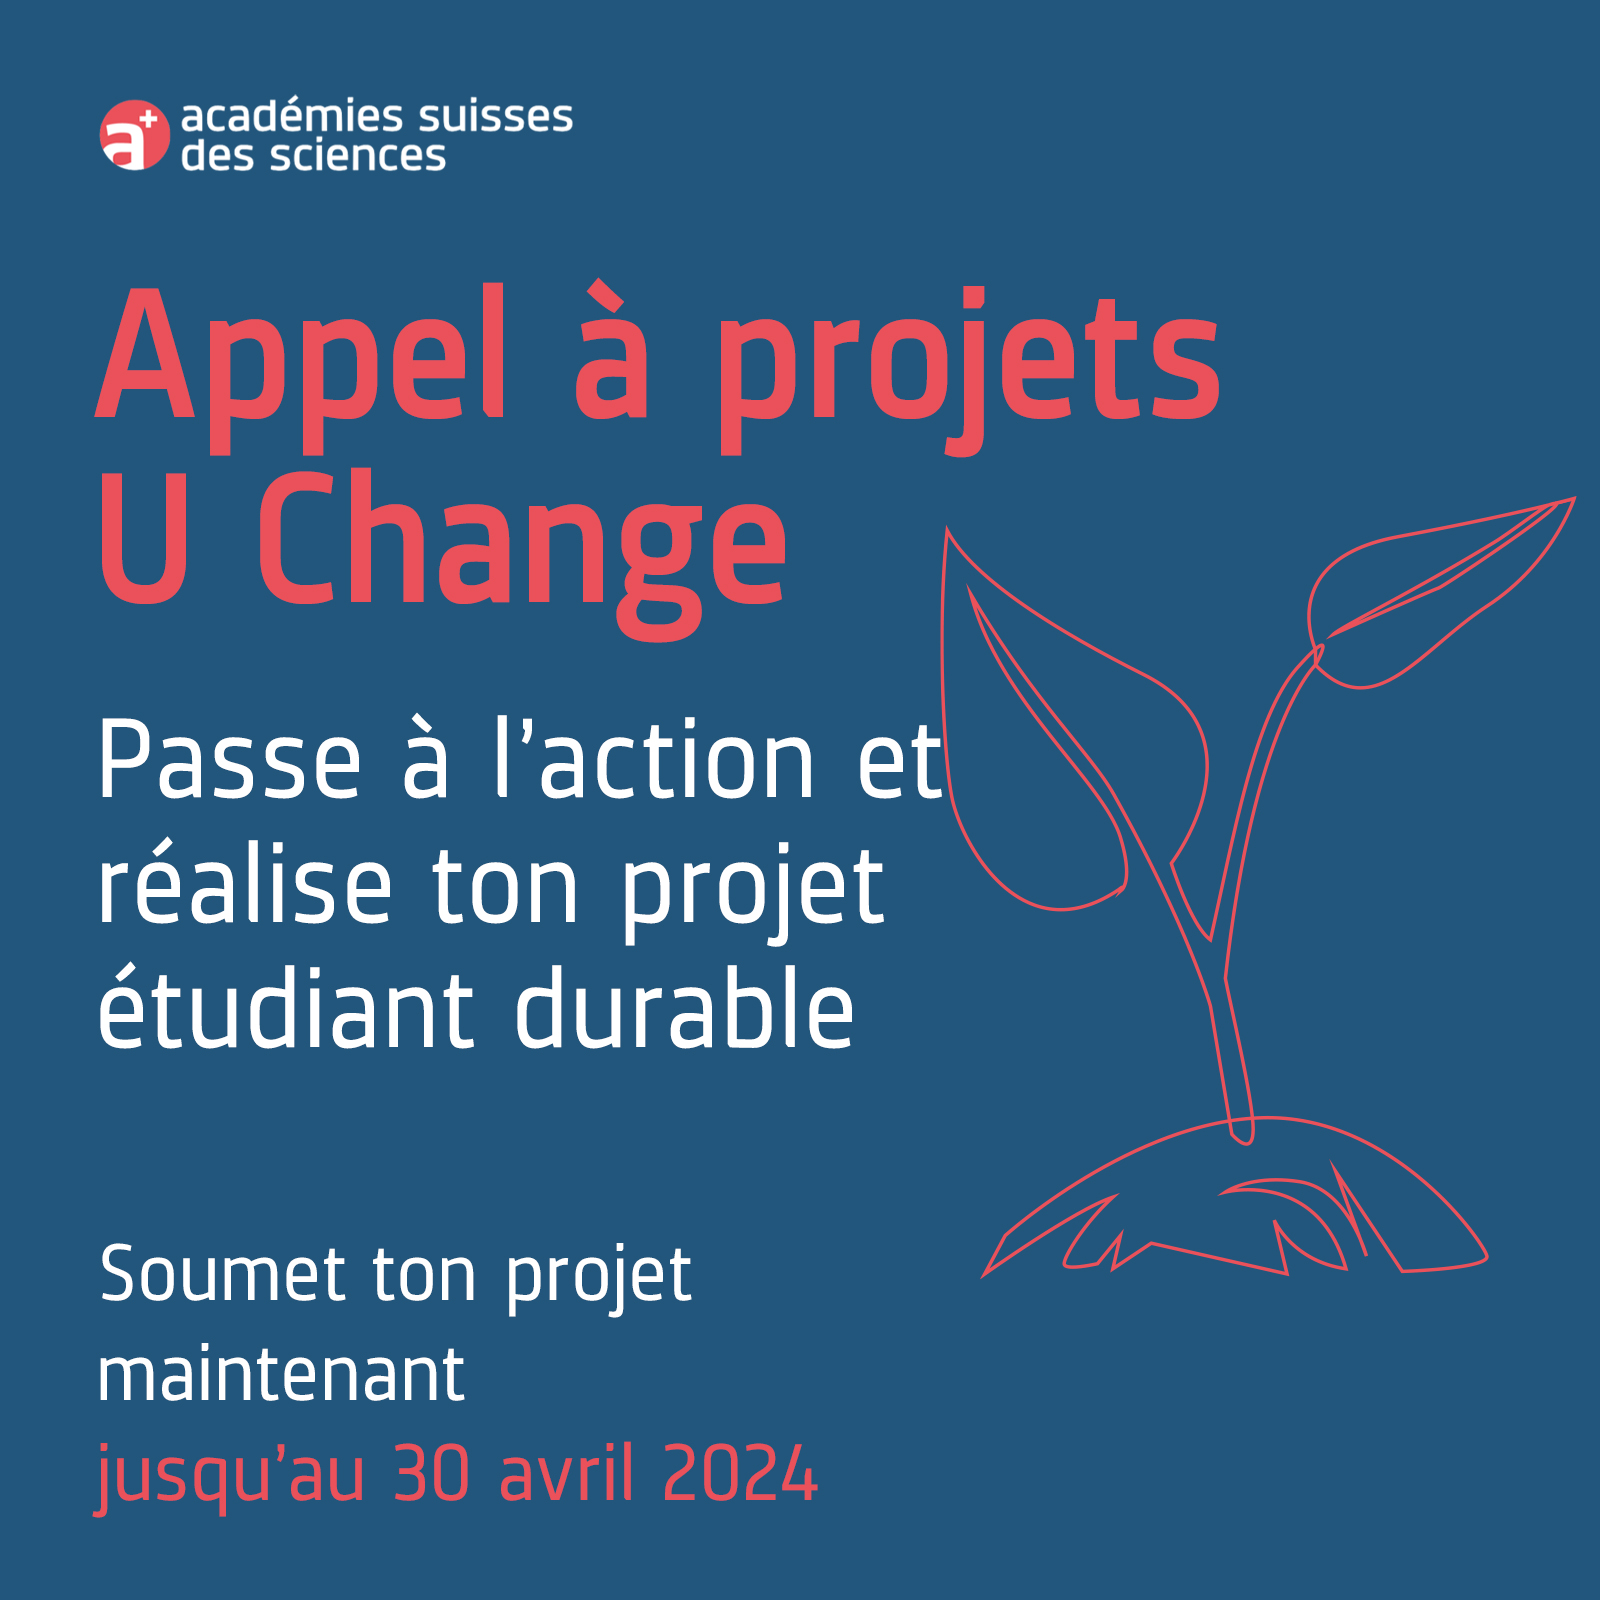 a+ académies suisses
des sciences
Appel à projets
U Change
Passe à l’action et
réalise ton projet
étudiant durable
Soumet ton projet
maintenant
jusqu’au 30 avril 2024